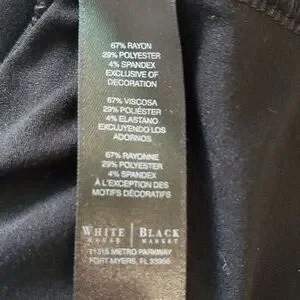 67% RAYON
29% POLYESTER
4% SPANDEX
EXCLUSIVE OF
DECORATION
67% VISCOSA
29% POLIÉSTER
4% ELASTANO
EXCLUYENDO LOS
ADORNOS.
67% RAYONNE
29% POLYESTER
4% SPANDEX
À L'EXCEPTION DES
MOTIFS DÉCORATIFS
WHITE | BLACK
HOUSE | MARKET
11215 METRO PARKWAY
FORT MYERS, FL 33966